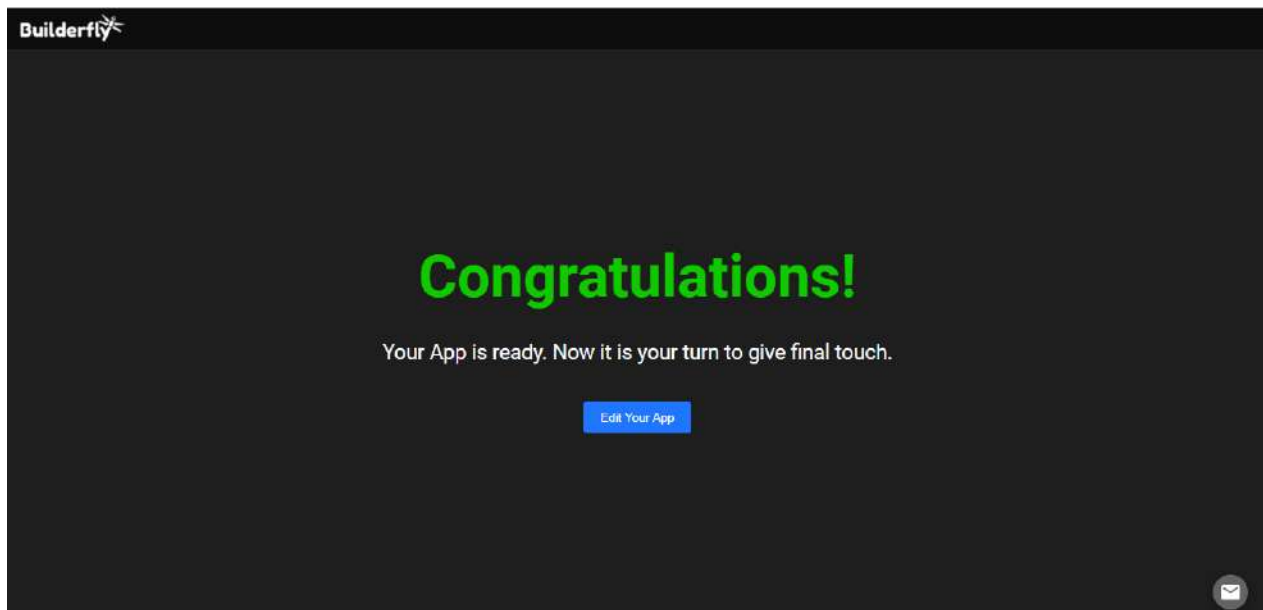 Builderfly
Congratulations!
Your App is ready. Now it is your turn to give final touch.
Edit Your App